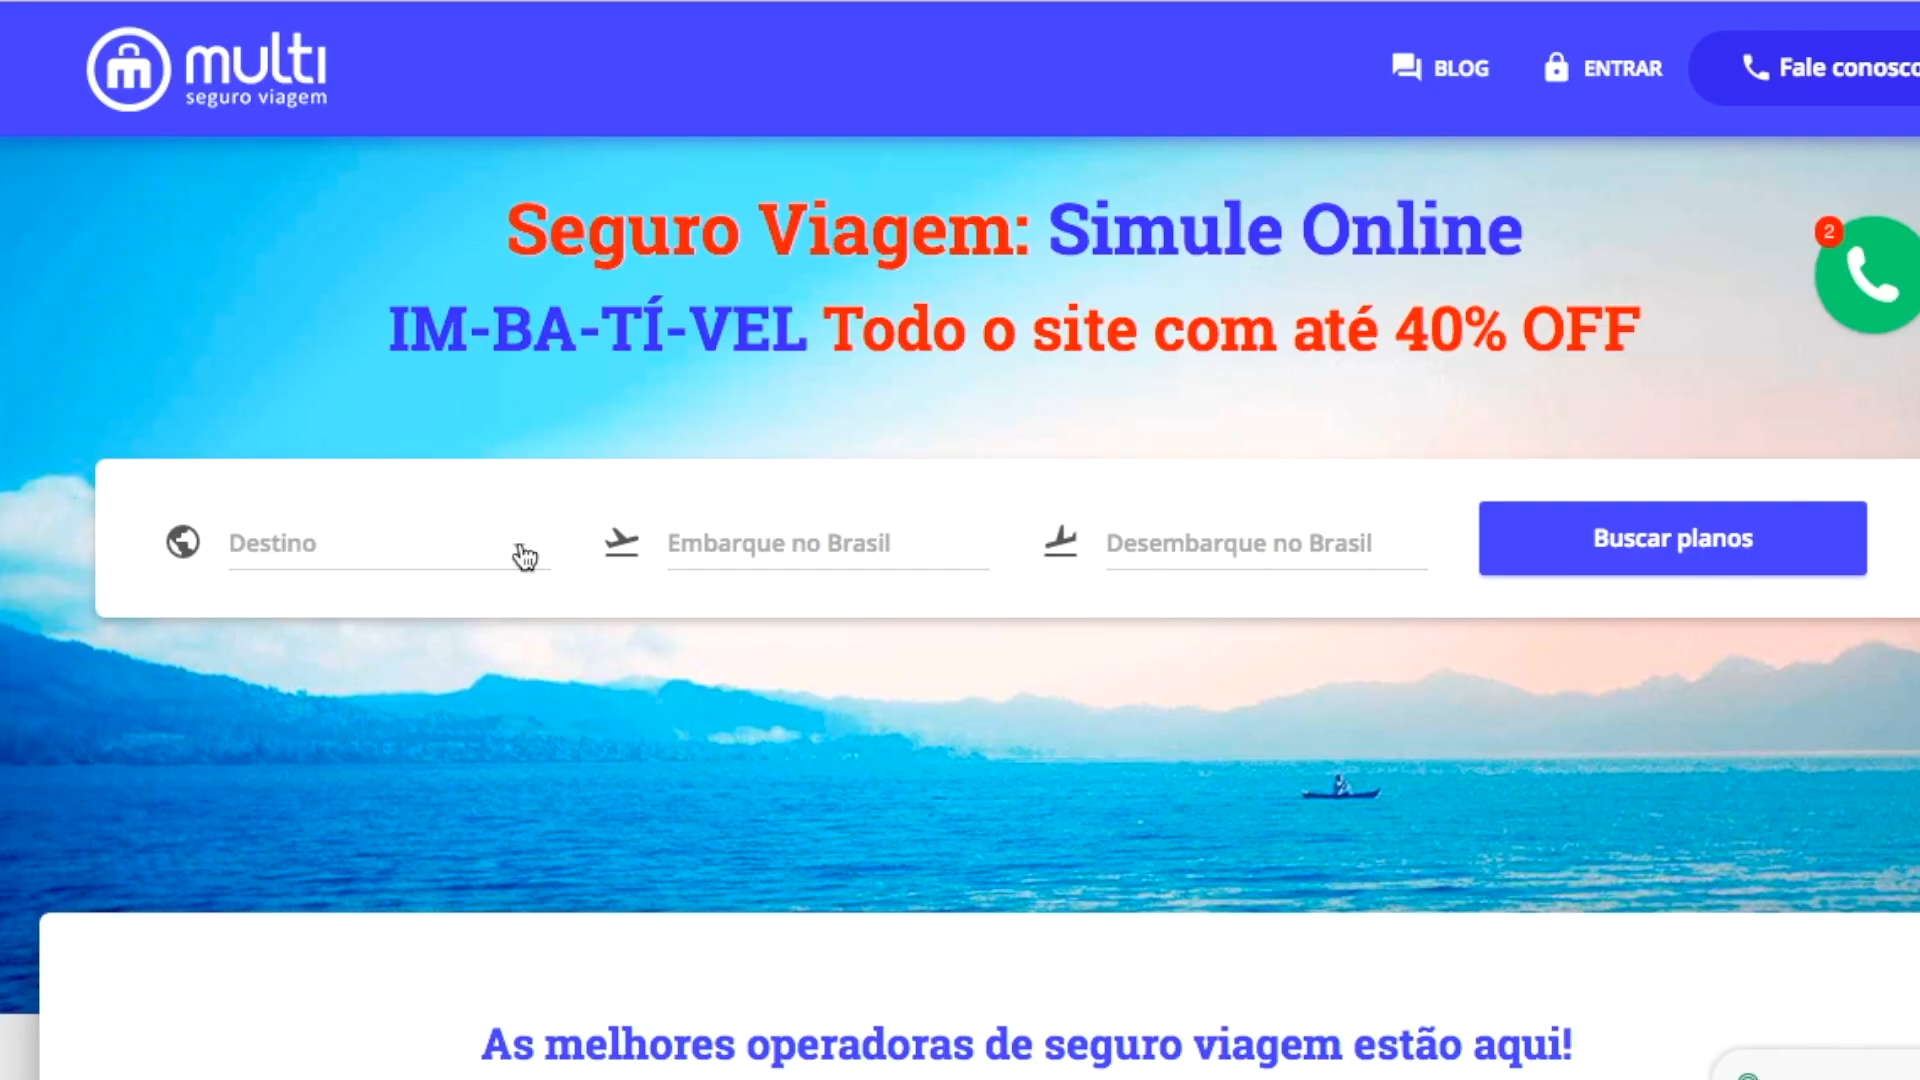 multi
seguro viagem
BLOG
ENTRAR
Fale conosco
Seguro Viagem: Simule Online
IM-BA-TÍ-VEL Todo o site com até 40% OFF
2
Destino
Embarque no Brasil
Desembarque no Brasil
Buscar planos
As melhores operadoras de seguro viagem estão aqui!